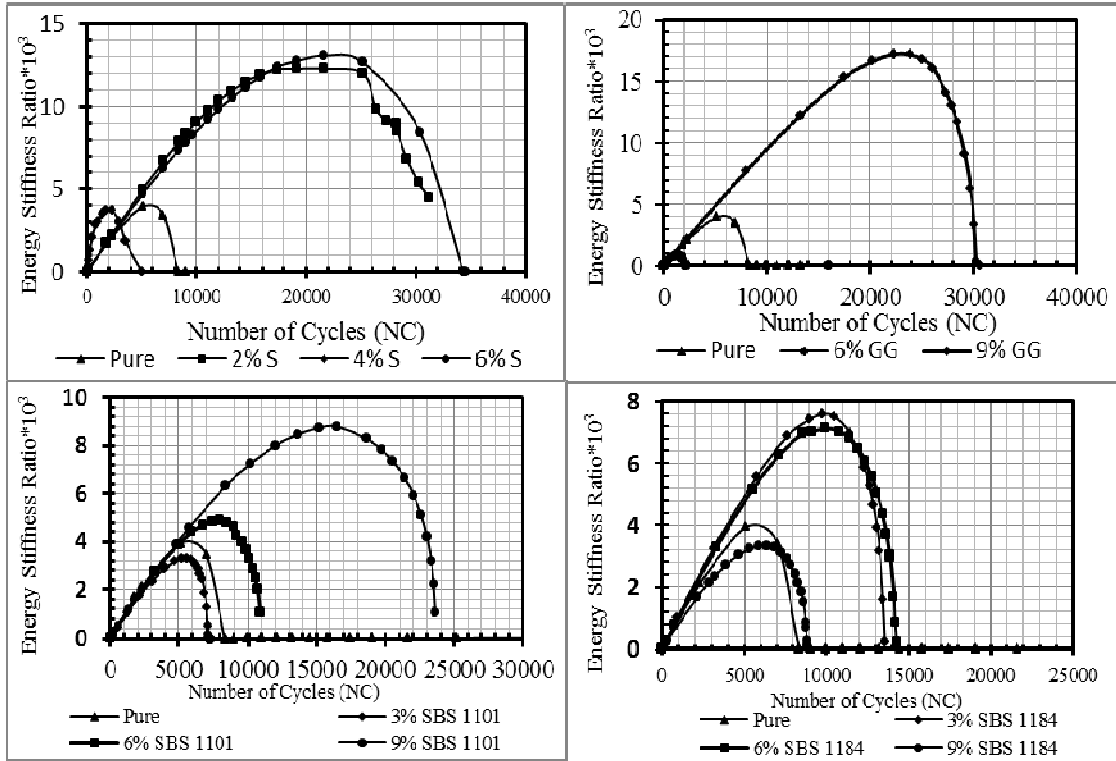 Energy Stiffness Ratio*10³
15
10
5
0
0 10000 20000 30000 40000
Number of Cycles (NC)
Pure 2% S 4% S 6% S
Energy Stiffness Ratio*10³
20
15
10
5
0
0 10000 20000 30000 40000
Number of Cycles (NC)
Pure 6% GG 9% GG
Energy Stiffness Ratio*10³
10
8
6
4
2
0
0 5000 10000 15000 20000 25000 30000
Number of Cycles (NC)
Pure 3% SBS 1101
6% SBS 1101 9% SBS 1101
Energy Stiffness Ratio*10³
8
6
4
2
0
0 5000 10000 15000 20000 25000
Number of Cycles (NC)
Pure 3% SBS 1184
6% SBS 1184 9% SBS 1184